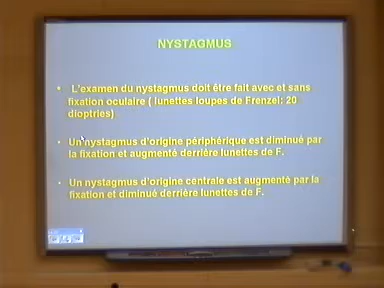 NYSTAGMUS
• L'examen du nystagmus doit être fait avec et sans
fixation oculaire ( lunettes loupes de Frenzel: 20
dioptries)
• Un nystagmus d'origine périphérique est diminué par
la fixation et augmenté derrière lunettes de F.
• Un nystagmus d'origine centrale est augmenté par la
fixation et diminué derrière lunettes de F.